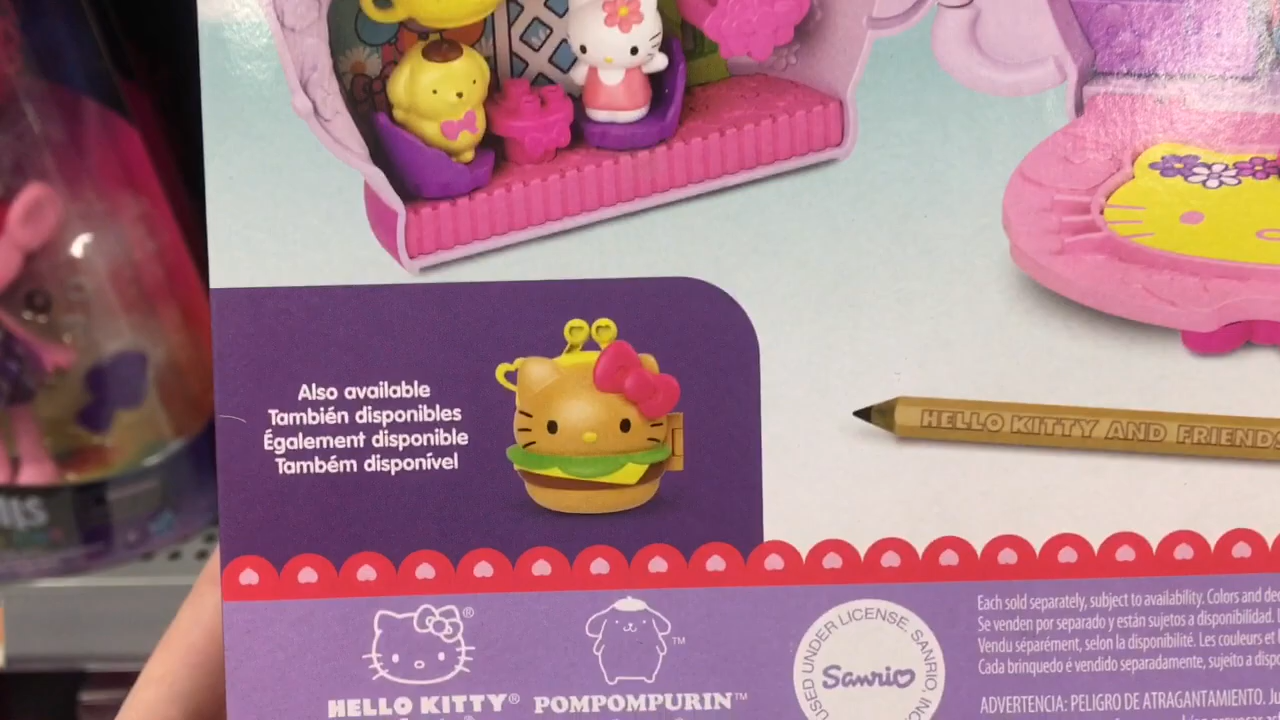 Also available
También disponibles
Également disponible
Também disponível
HELLO KITTY AND FRIENDS
HELLO KITTY®
POMPOMPURIN™
USED UNDER LICENSE. SANRIO, INC
Sanrio
Each sold separately, subject to availability. Colors and
Se venden por separado y están sujetos a disponibilidad.
Vendu séparément, selon la disponibilité. Les couleurs et
Cada brinquedo é vendido separadamente, sujeito a
ADVERTENCIA: PELIGRO DE ATRAGANTAMIENTO.